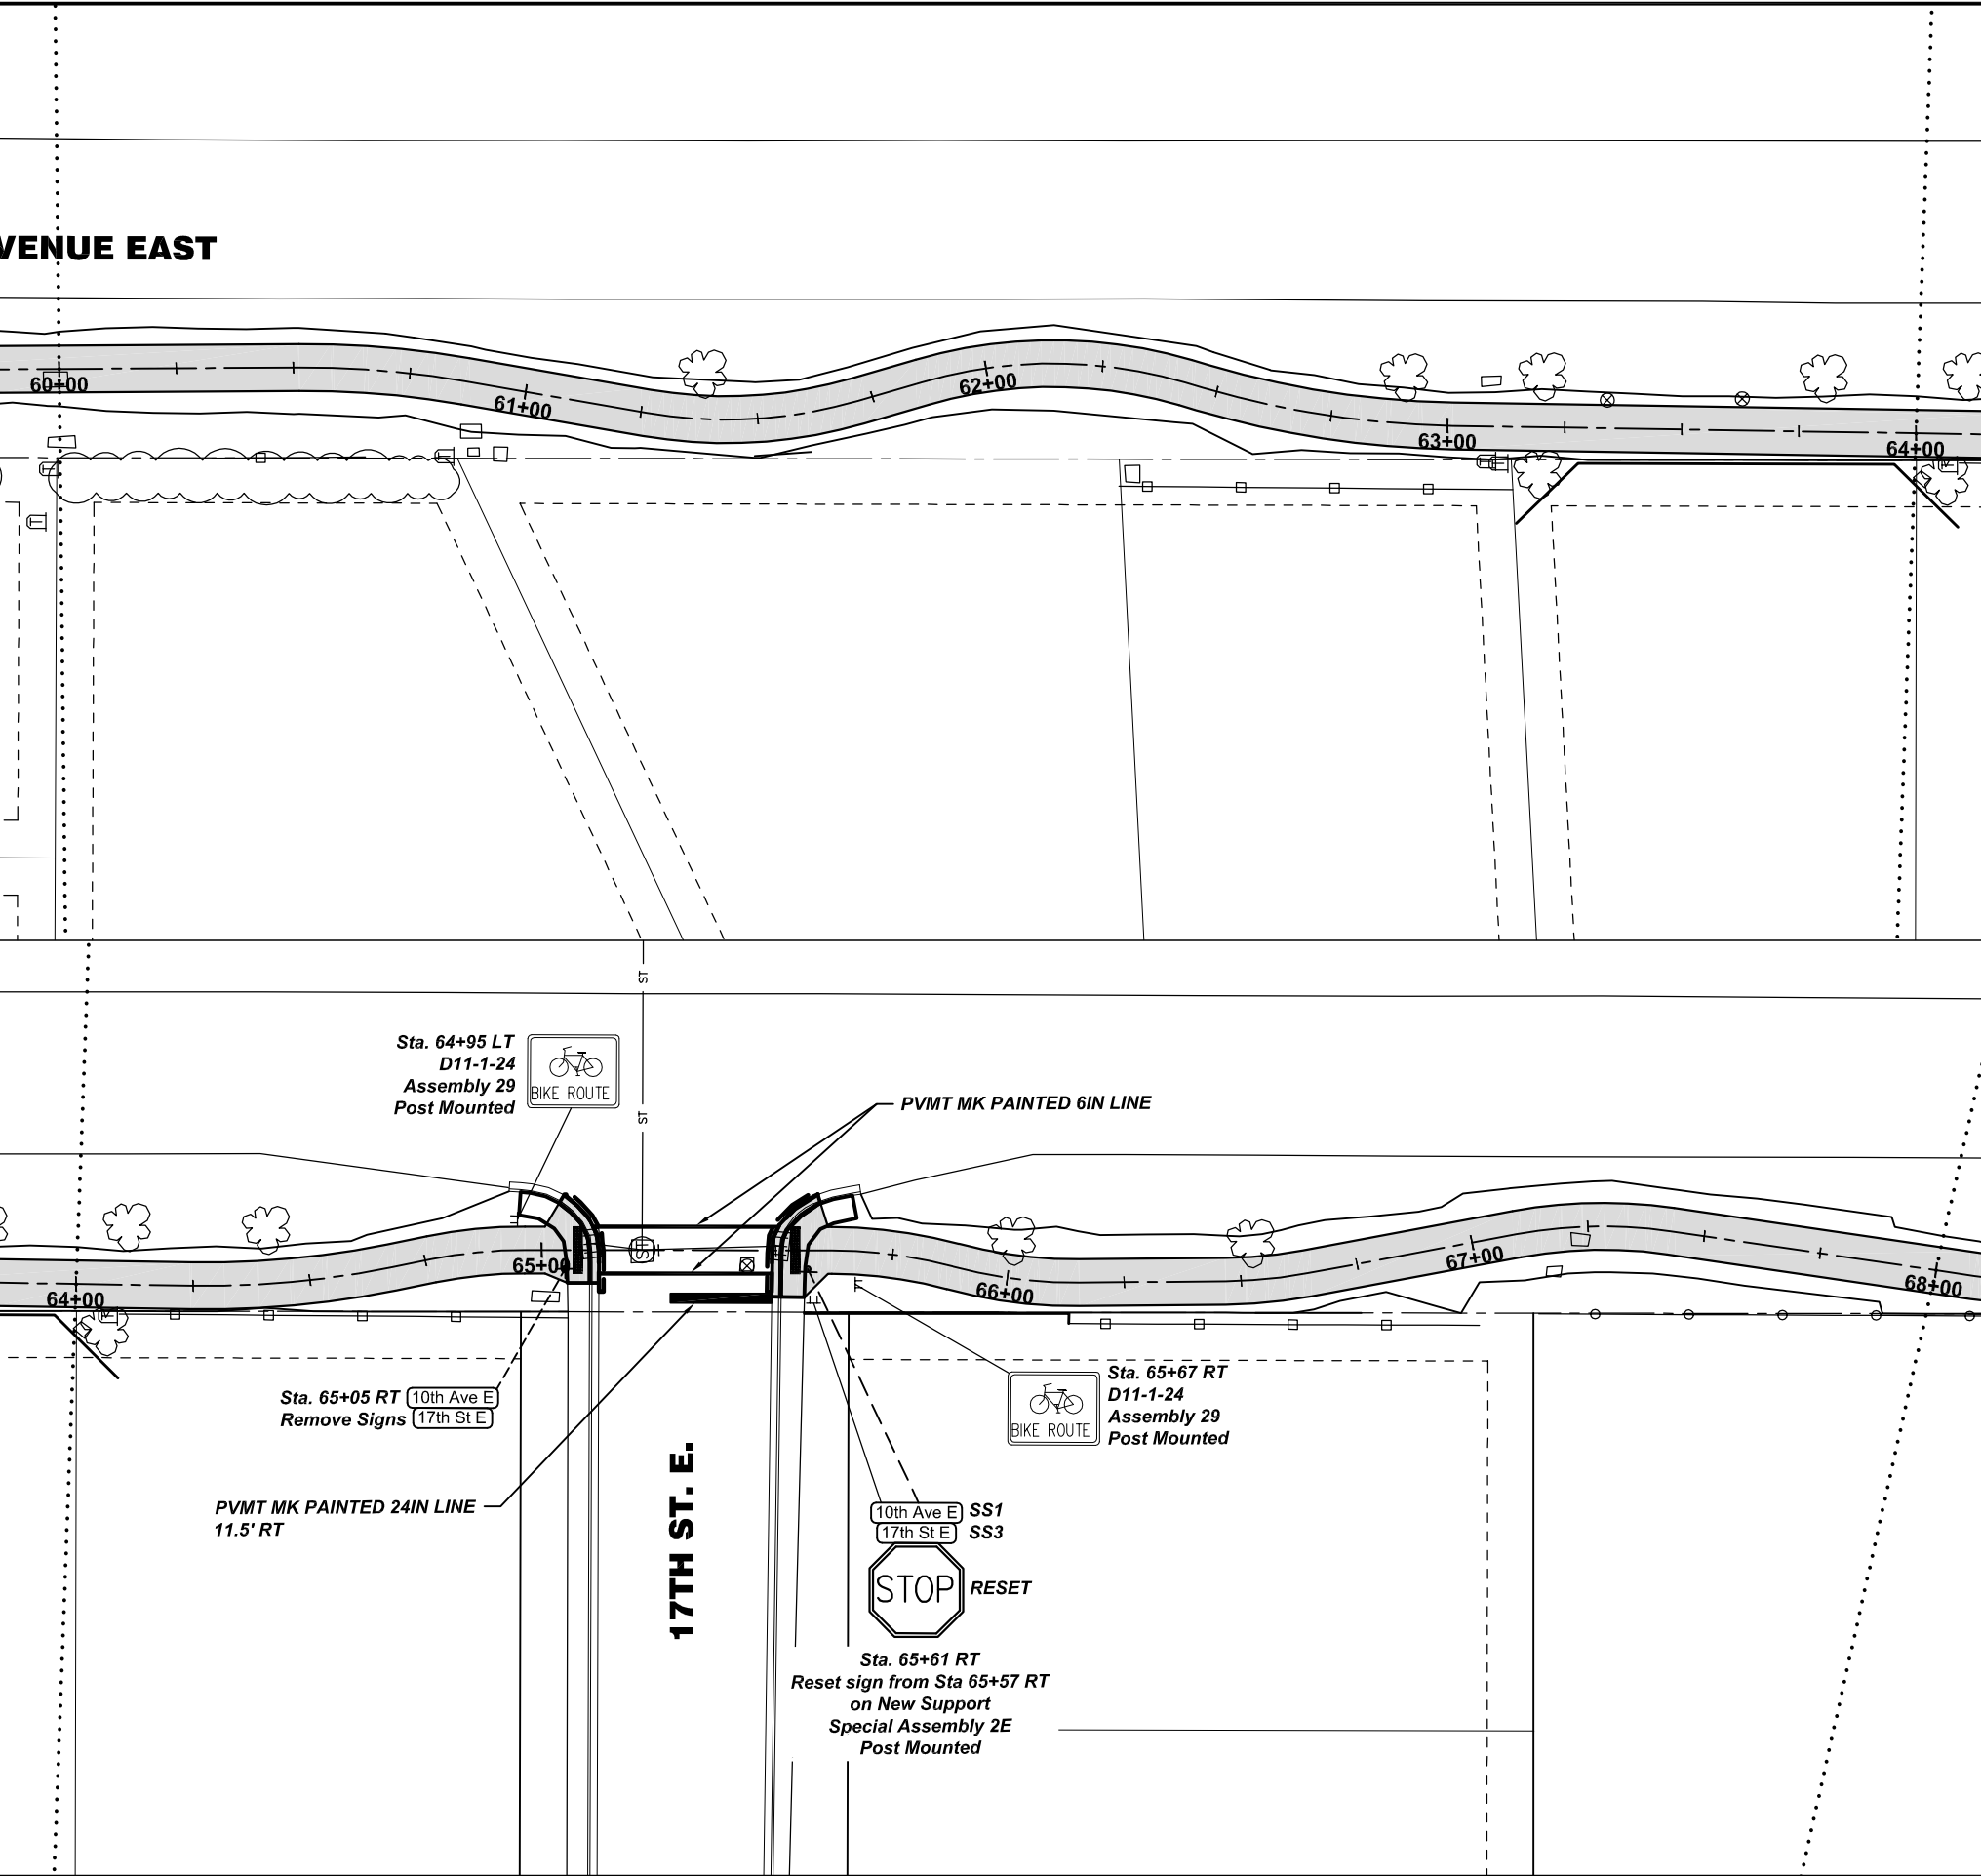 VENUE EAST
60+00
61+00
62+00
63+00
64+00
ST
ST
Sta. 64+95 LT
D11-1-24
Assembly 29
Post Mounted
BIKE ROUTE
PVMT MK PAINTED 6IN LINE
ST
64+00
65+00
66+00
67+00
68+00
Sta. 65+05 RT 10th Ave E
Remove Signs 17th St E
PVMT MK PAINTED 24IN LINE
11.5' RT
17TH ST. E.
BIKE ROUTE
Sta. 65+67 RT
D11-1-24
Assembly 29
Post Mounted
10th Ave E SS1
17th St E SS3
STOP RESET
Sta. 65+61 RT
Reset sign from Sta 65+57 RT
on New Support
Special Assembly 2E
Post Mounted